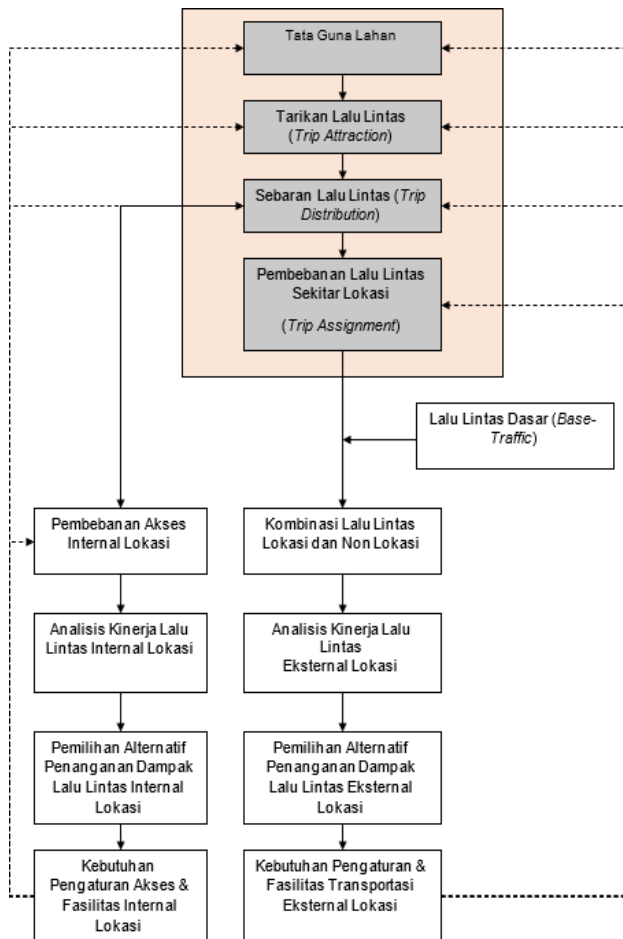 Tata Guna Lahan
Tarikan Lalu Lintas
(Trip Attraction)
Sebaran Lalu Lintas (Trip
Distribution)
Pembebanan Lalu Lintas
Sekitar Lokasi
(Trip Assignment)
Lalu Lintas Dasar (Base-
Traffic)
Pembebanan Akses
Internal Lokasi
Kombinasi Lalu Lintas
Lokasi dan Non Lokasi
Analisis Kinerja Lalu
Lintas Internal Lokasi
Analisis Kinerja Lalu
Lintas
Eksternal Lokasi
Pemilihan Alternatif
Penanganan Dampak
Lalu Lintas Internal
Lokasi
Pemilihan Alternatif
Penanganan Dampak
Lalu Lintas Eksternal
Lokasi
Kebutuhan
Pengaturan Akses &
Fasilitas Internal
Lokasi
Kebutuhan Pengaturan &
Fasilitas Transportasi
Eksternal Lokasi